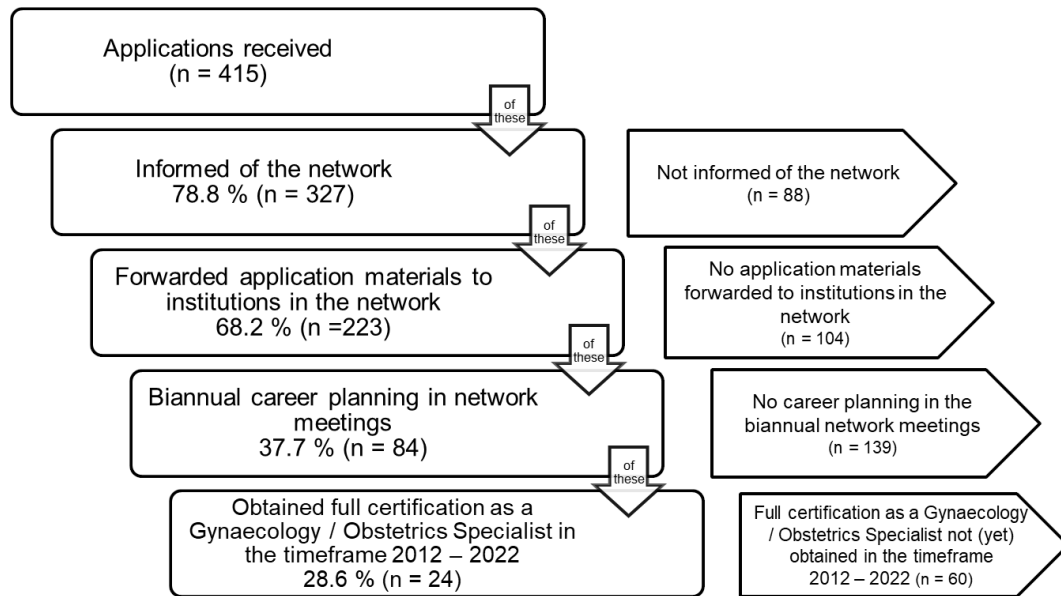 Applications received
(n = 415)
of
these
Informed of the network
78.8 % (n = 327)
Not informed of the network
(n = 88)
of
these
Forwarded application materials to
institutions in the network
68.2 % (n =223)
No application materials
forwarded to institutions in the
network
(n = 104)
of
these
Biannual career planning in network
meetings
37.7 % (n = 84)
No career planning in the
biannual network meetings
(n = 139)
of
these
Obtained full certification as a
Gynaecology / Obstetrics Specialist in
the timeframe 2012 – 2022
28.6 % (n = 24)
Full certification as a Gynaecology
/ Obstetrics Specialist not (yet)
obtained in the timeframe
2012 – 2022 (n = 60)